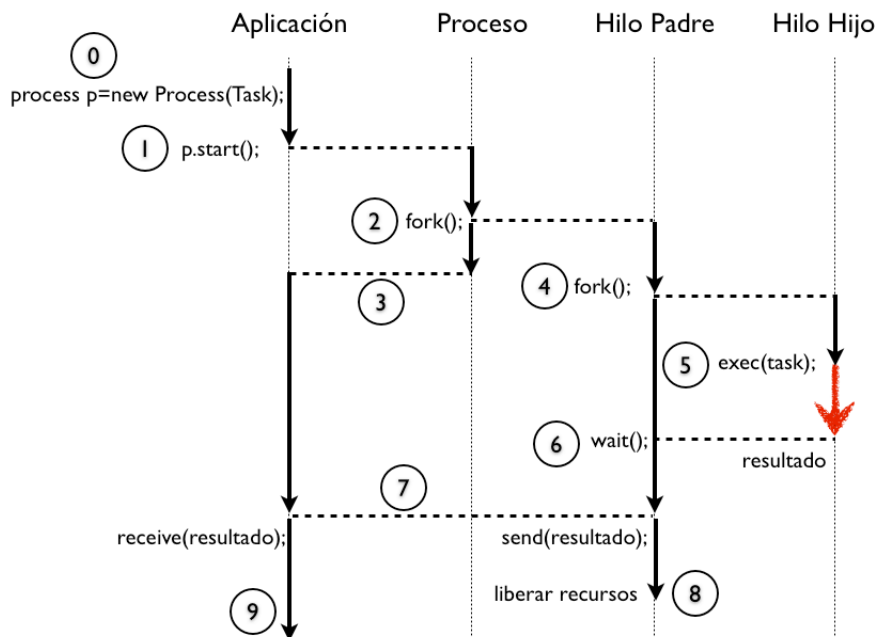 Aplicación
Proceso
Hilo Padre
Hilo Hijo
0
process p=new Process(Task);
1
p.start();
2
fork();
3
4
fork();
5
exec(task);
6
wait();
resultado
7
receive(resultado);
send(resultado);
liberar recursos
8
9